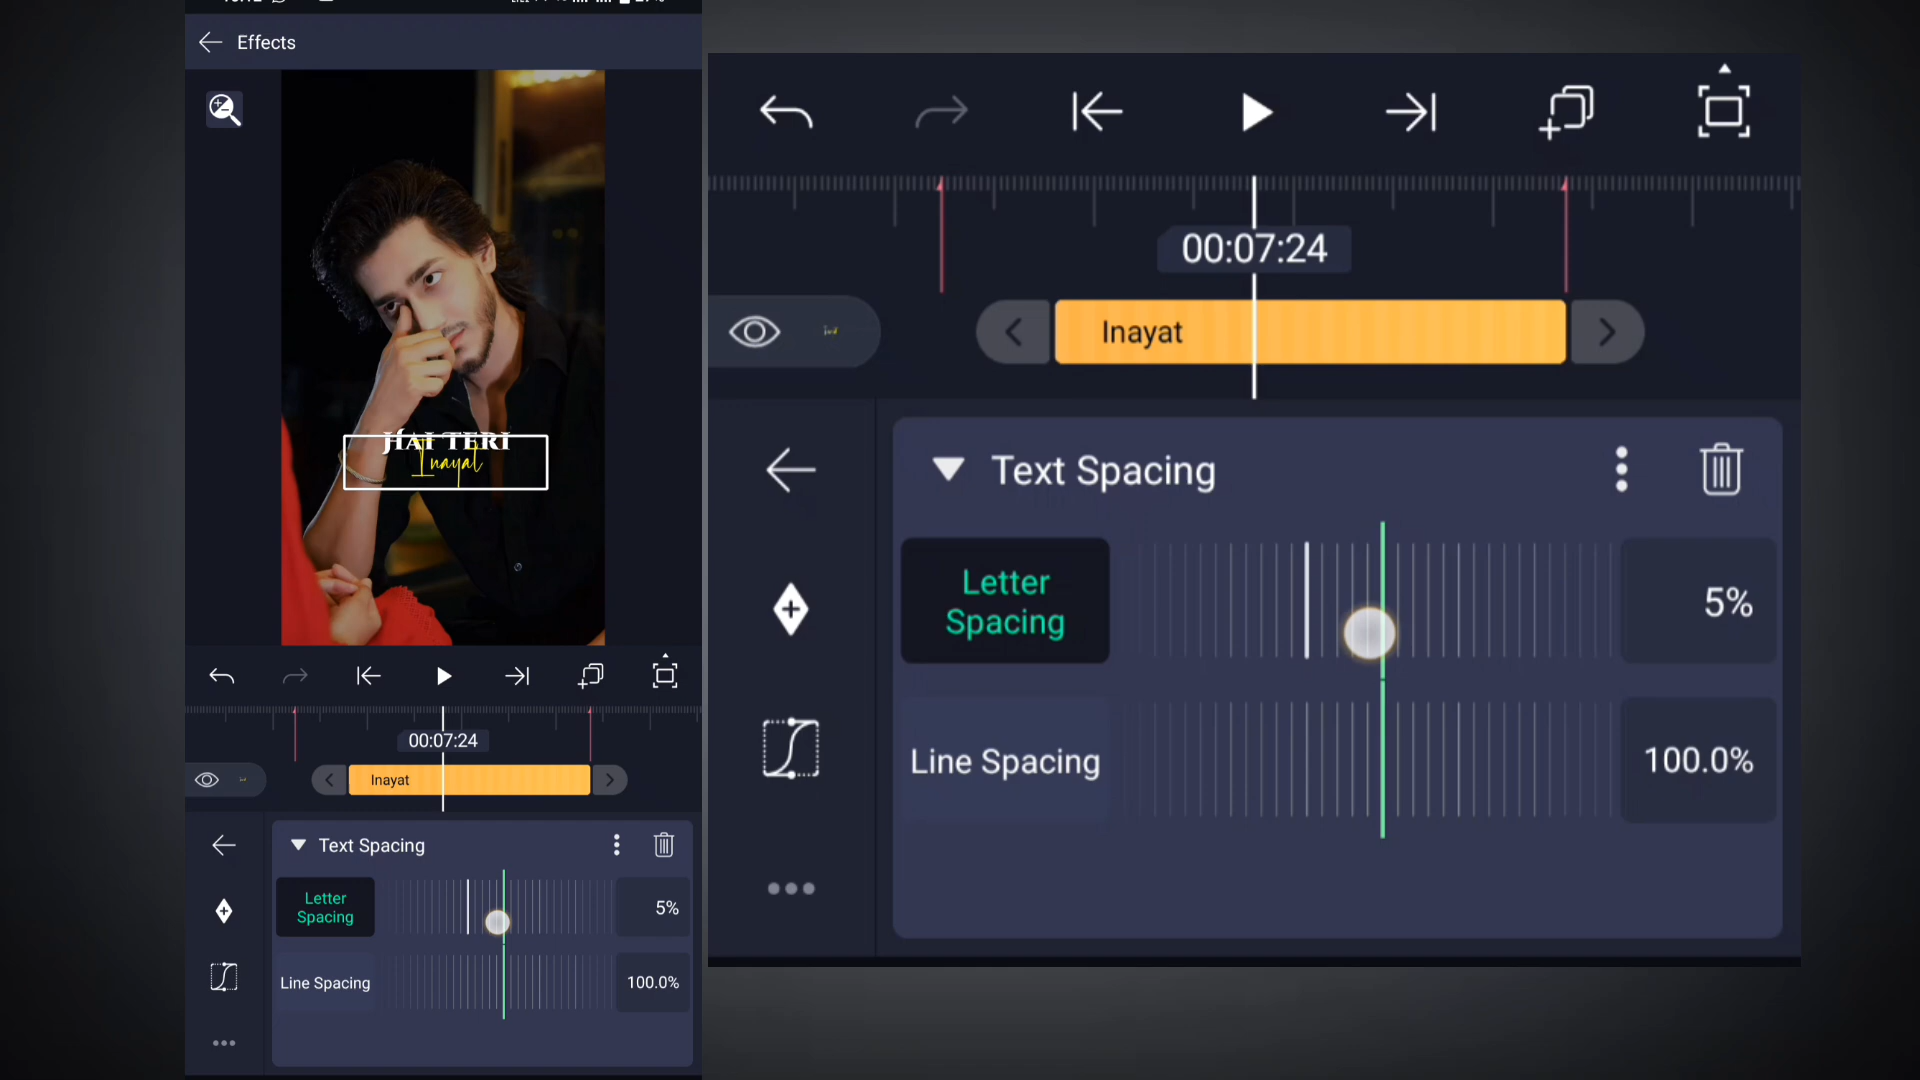 Effects
HAI TERI
Inayat
00:07:24
Inayat
Text Spacing
Letter
Spacing
5%
Line Spacing
100.0%
00:07:24
Inayat
Text Spacing
Letter
Spacing
5%
Line Spacing
100.0%